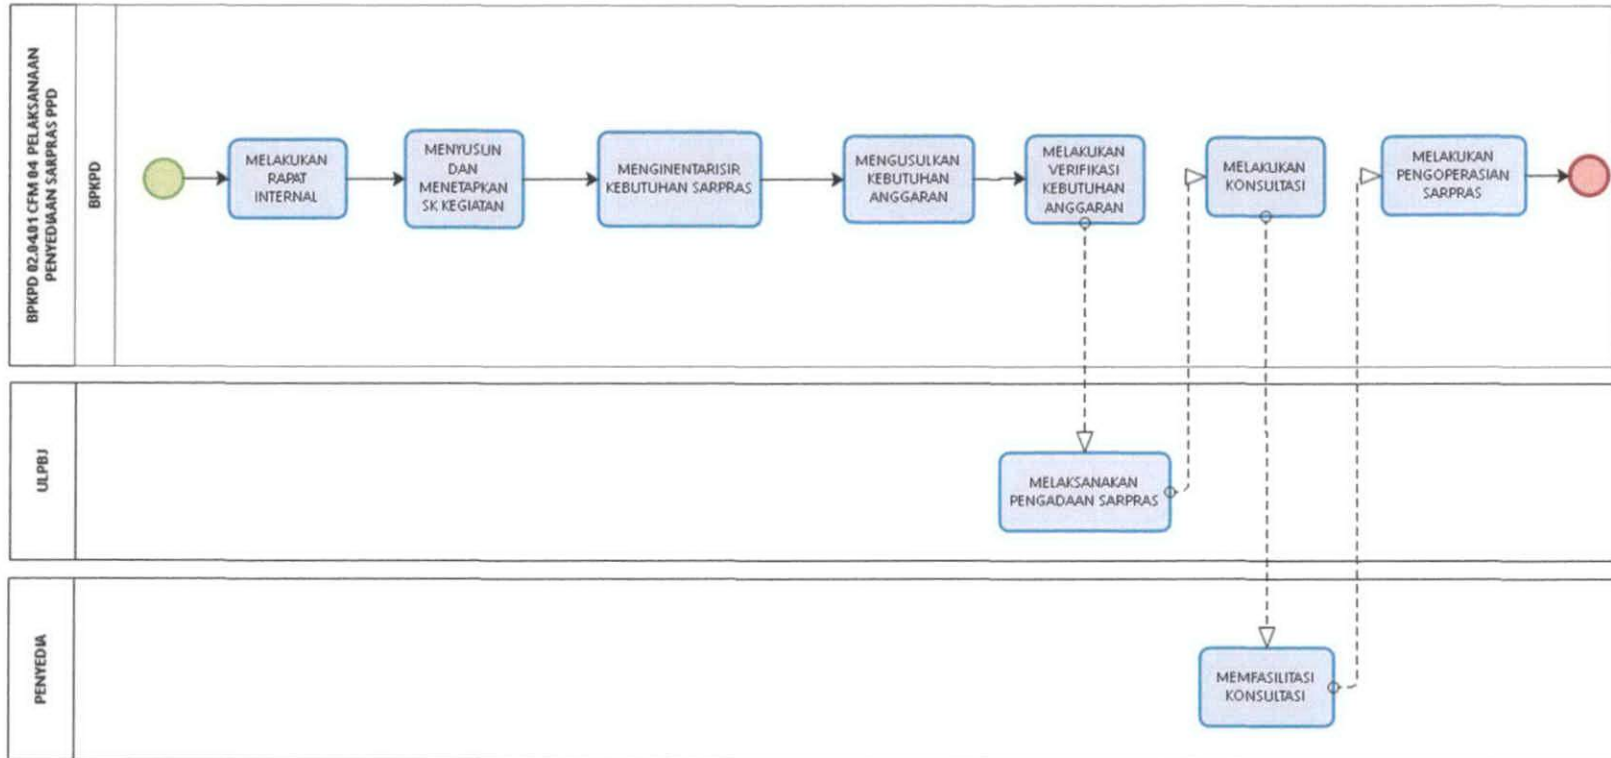 BPKPD 02.04.01 CFM 04 PELAKSANAAN
PENYEDIAAN SARPRAS PPD
BPKPD
MELAKUKAN
RAPAT
INTERNAL
MENYUSUN
DAN
MENETAPKAN
SK KEGIATAN
MENGINENTARISIR
KEBUTUHAN SARPRAS
MENGUSULKAN
KEBUTUHAN
ANGGARAN
MELAKUKAN
VERIFIKASI
KEBUTUHAN
ANGGARAN
MELAKUKAN
KONSULTASI
MELAKUKAN
PENGOPERASIAN
SARPRAS
ULPBJ
MELAKSANAKAN
PENGADAAN SARPRAS
PENYEDIA
MEMFASILITASI
KONSULTASI